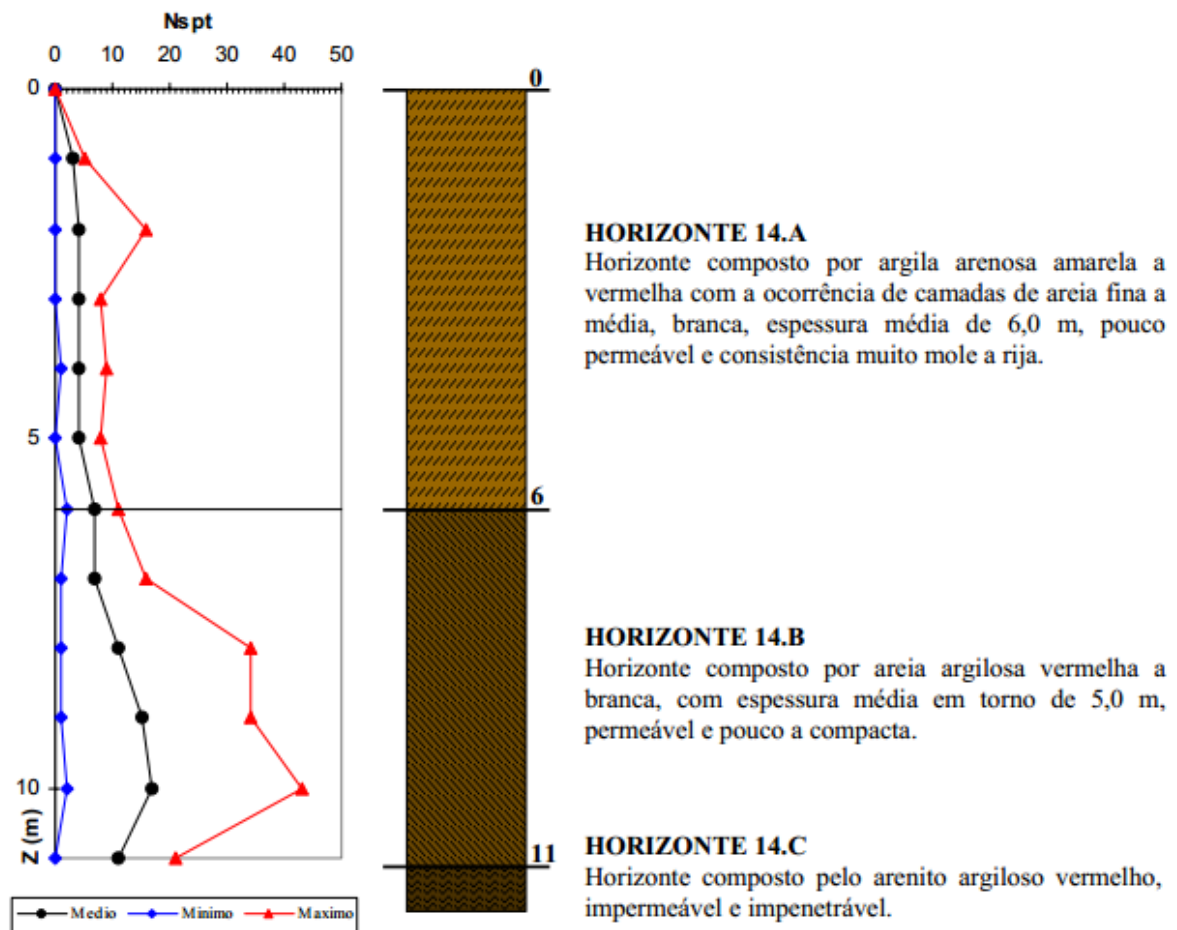 Nspt
0 10 20 30 40 50
0
5
10
Z (m)
Medio Minimo Maximo
0
6
11
HORIZONTE 14.A
Horizonte composto por argila arenosa amarela a
vermelha com a ocorrência de camadas de areia fina a
média, branca, espessura média de 6,0 m, pouco
permeável e consistência muito mole a rija.
HORIZONTE 14.B
Horizonte composto por areia argilosa vermelha a
branca, com espessura média em torno de 5,0 m,
permeável e pouco a compacta.
HORIZONTE 14.C
Horizonte composto pelo arenito argiloso vermelho,
impermeável e impenetrável.